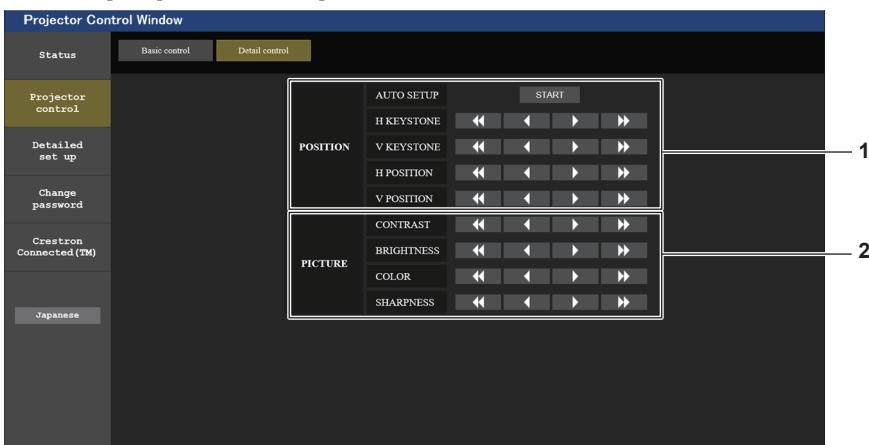 Projector Control Window
Status
Basic control
Detail control
Projector
control
Detailed
set up
Change
password
Crestron
Connected(TM)
Japanese
POSITION
AUTO SETUP
START
H KEYSTONE
V KEYSTONE
H POSITION
V POSITION
1
PICTURE
CONTRAST
BRIGHTNESS
COLOR
SHARPNESS
2